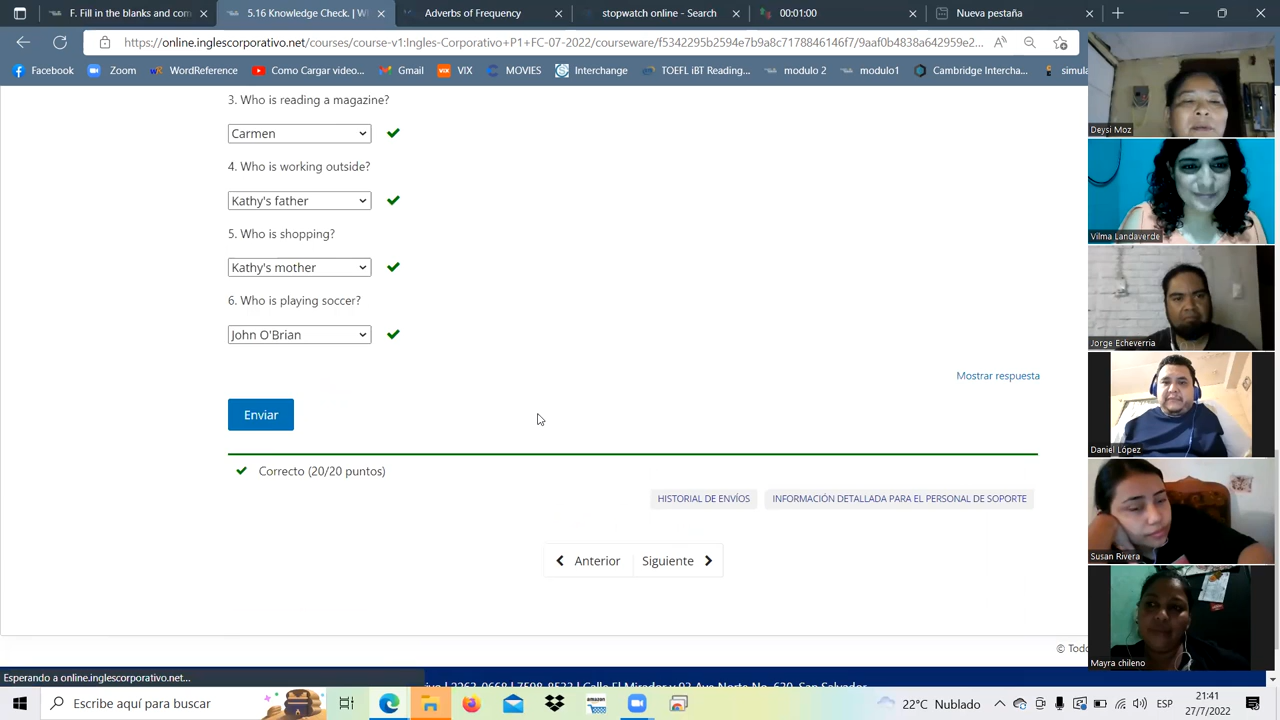 F. Fill in the blanks and com
5.16 Health Check | W
Adverbs of Frequency
stopwatch online - Search
00:01:00
Nueva pestaña
https://online.inglescorporativo.net/courses/course-v1:Ingles-Corporativo+P1+FC-07-2022/courseware/f5342295b2594e7b9a8c7178846146f7/9aaf0b4838a642959e2...
Facebook
Zoom
WordReference
Como Cargar video...
Gmail
VIX
MOVIES
Interchange
TOEFL iBT Reading...
modulo 2
modulo1
Cambridge Intercha...
simula
3. Who is reading a magazine?
Carmen
4. Who is working outside?
Kathy's father
5. Who is shopping?
Kathy's mother
6. Who is playing soccer?
John O'Brian
Mostrar respuesta
Enviar
Correcto (20/20 puntos)
HISTORIAL DE ENVÍOS
INFORMACIÓN DETALLADA PARA EL PERSONAL DE SOPORTE
Anterior
Siguiente
© Todo
Esperando a online.inglescorporativo.net...
Deysi Moz
Vilma Landaverde
Jorge Echeverria
Daniel López
Susan Rivera
Mayra chileno
Escribe aquí para buscar
22°C Nublado
ESP
21:41
27/7/2022